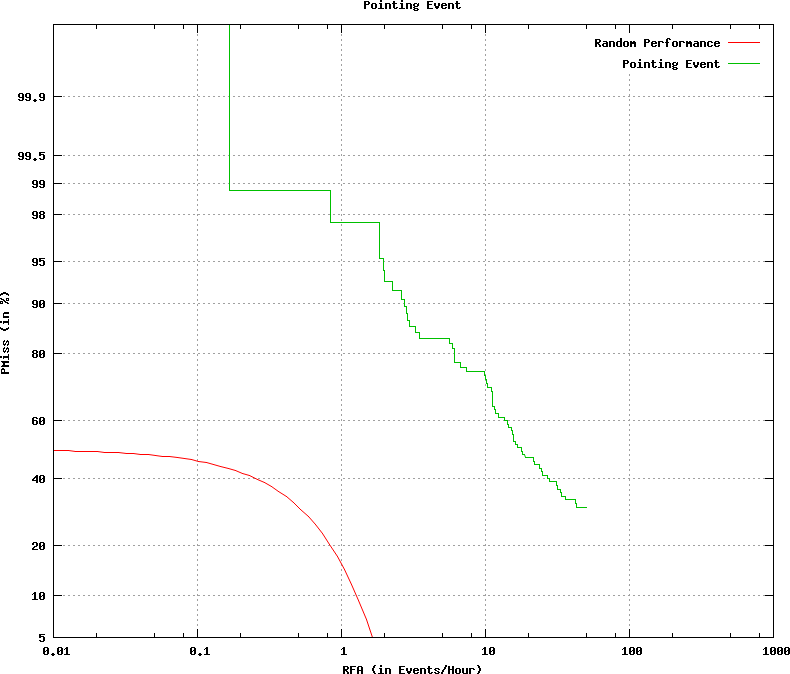 Pointing Event
Random Performance
Pointing Event
99.9
99.5
99
98
95
90
80
60
40
20
10
5
PMiss (in %)
0.01 0.1 1 10 100 1000
RFA (in Events/Hour)